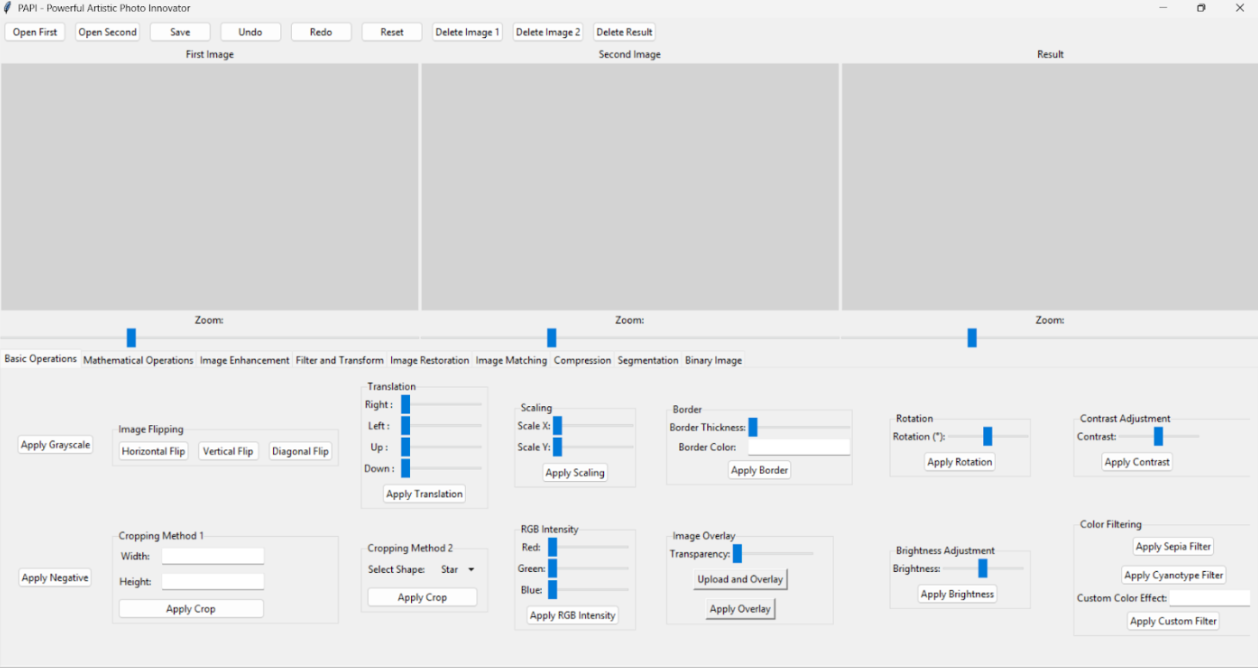 PAPI - Powerful Artistic Photo Innovator
Open First Open Second Save Undo Redo Reset Delete Image 1 Delete Image 2 Delete Result
First Image Second Image Result
Zoom: Zoom: Zoom:
Basic Operations Mathematical Operations Image Enhancement Filter and Transform Image Restoration Image Matching Compression Segmentation Binary Image
Apply Grayscale
Image Flipping
Horizontal Flip Vertical Flip Diagonal Flip
Translation
Right :
Left :
Up :
Down :
Apply Translation
Scaling
Scale X:
Scale Y:
Apply Scaling
Border
Border Thickness:
Border Color:
Apply Border
Rotation
Rotation (°):
Apply Rotation
Contrast Adjustment
Contrast:
Apply Contrast
Apply Negative
Cropping Method 1
Width:
Height:
Apply Crop
Cropping Method 2
Select Shape: Star
Apply Crop
RGB Intensity
Red:
Green:
Blue:
Apply RGB Intensity
Image Overlay
Transparency:
Upload and Overlay
Apply Overlay
Brightness Adjustment
Brightness:
Apply Brightness
Color Filtering
Apply Sepia Filter
Apply Cyanotype Filter
Custom Color Effect:
Apply Custom Filter